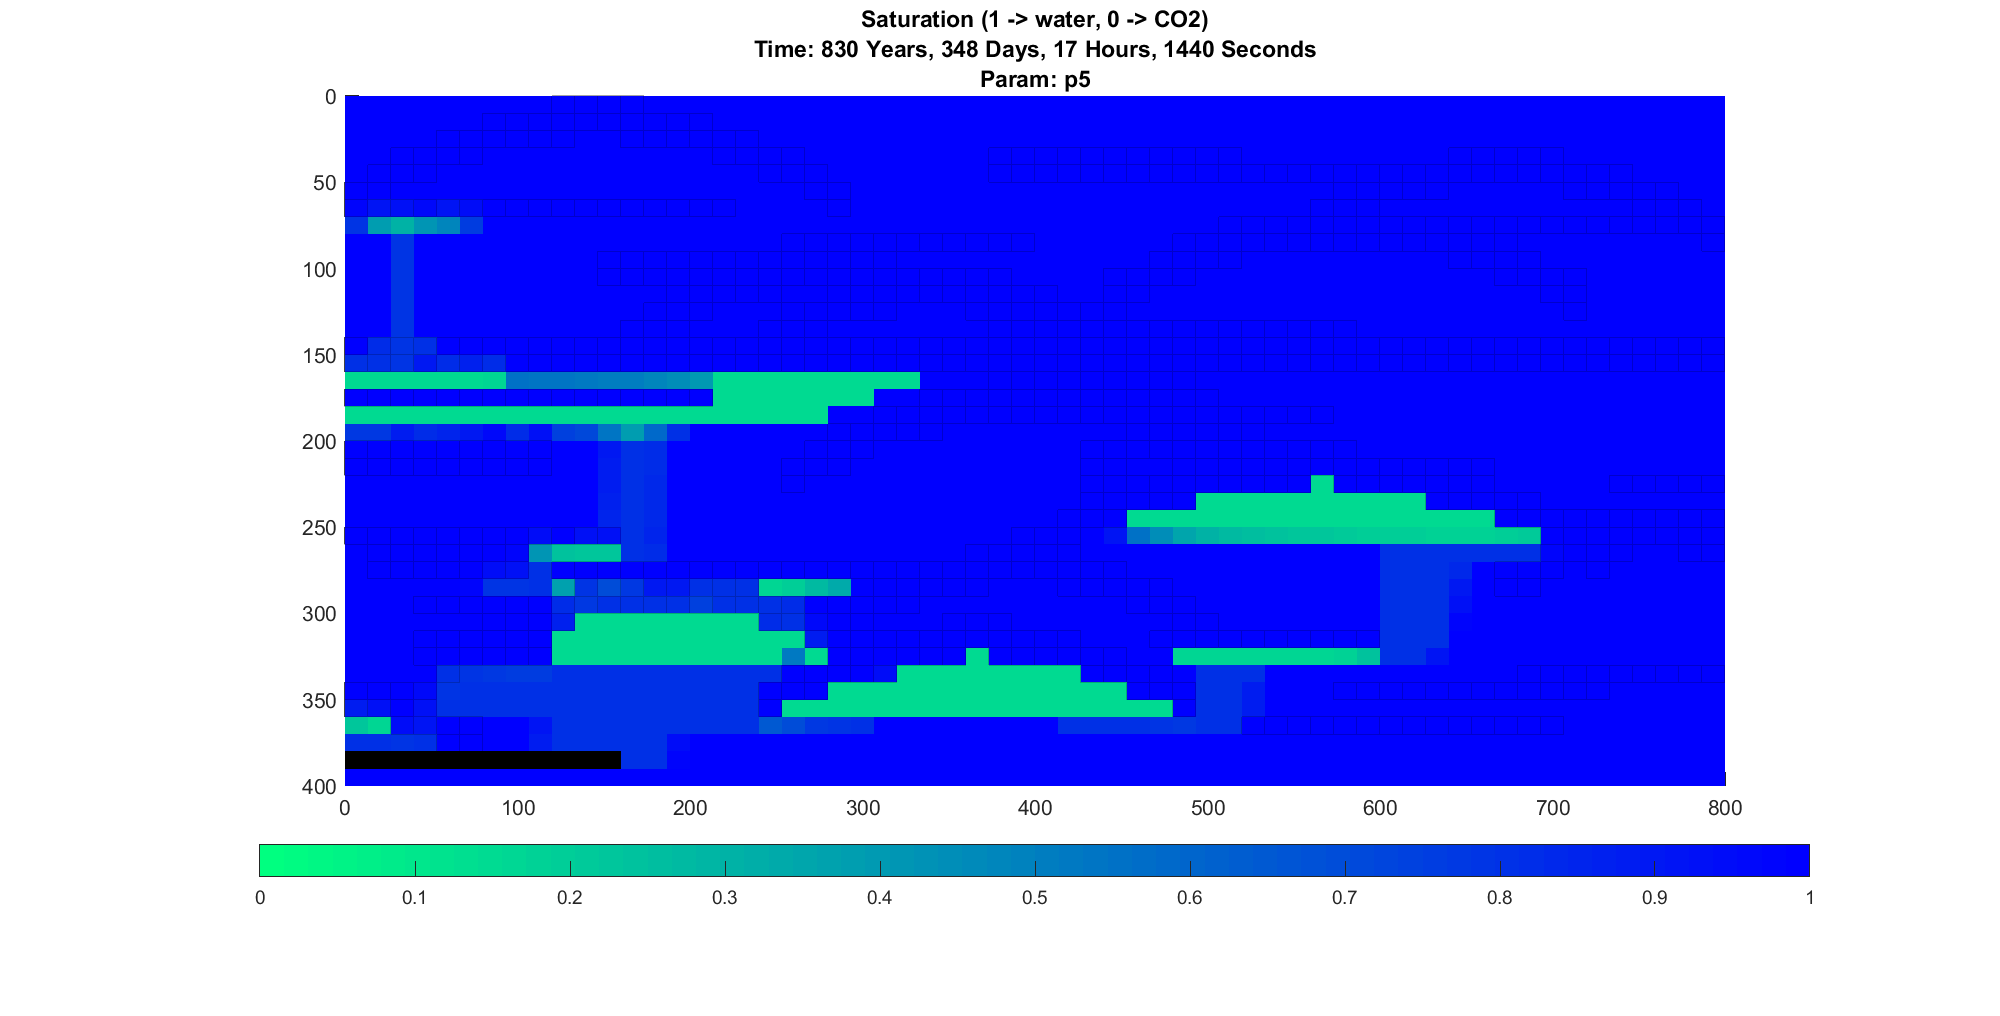 Saturation (1 -> water, 0 -> CO2)
Time: 830 Years, 348 Days, 17 Hours, 1440 Seconds
Param: p5
0
50
100
150
200
250
300
350
400
0 100 200 300 400 500 600 700 800
0 0.1 0.2 0.3 0.4 0.5 0.6 0.7 0.8 0.9 1